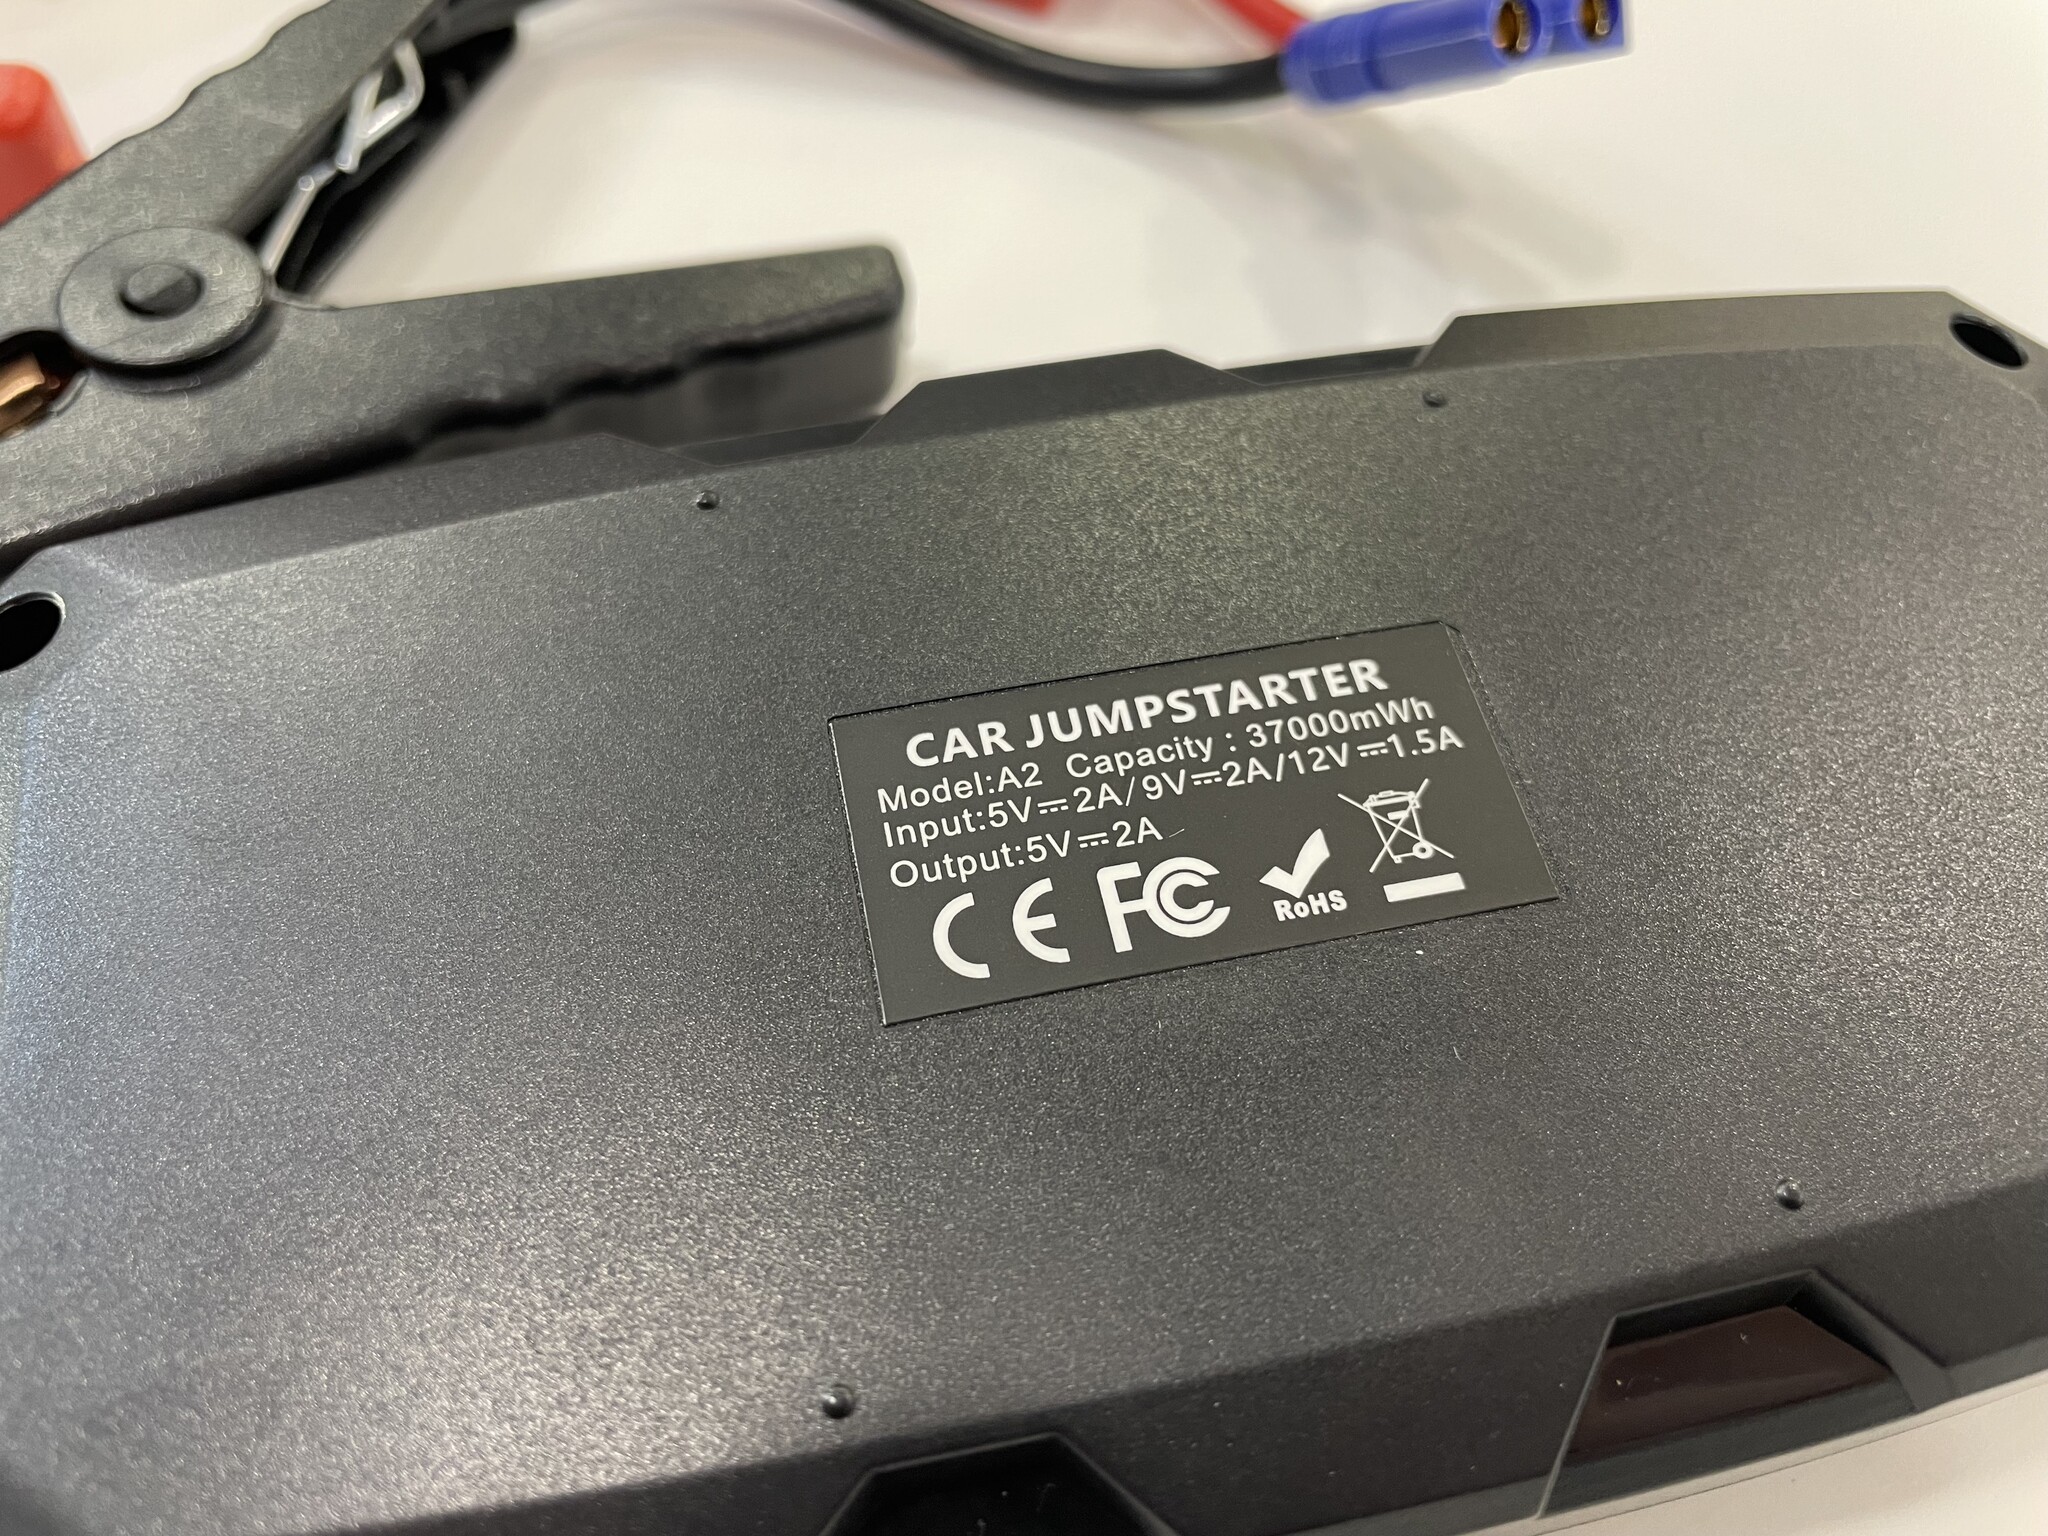 CAR JUMPSTARTER
Model:A2 Capacity : 37000mWh
Input:5V⎓2A/9V⎓2A/12V⎓1.5A
Output:5V⎓2A
CE FC RoHS